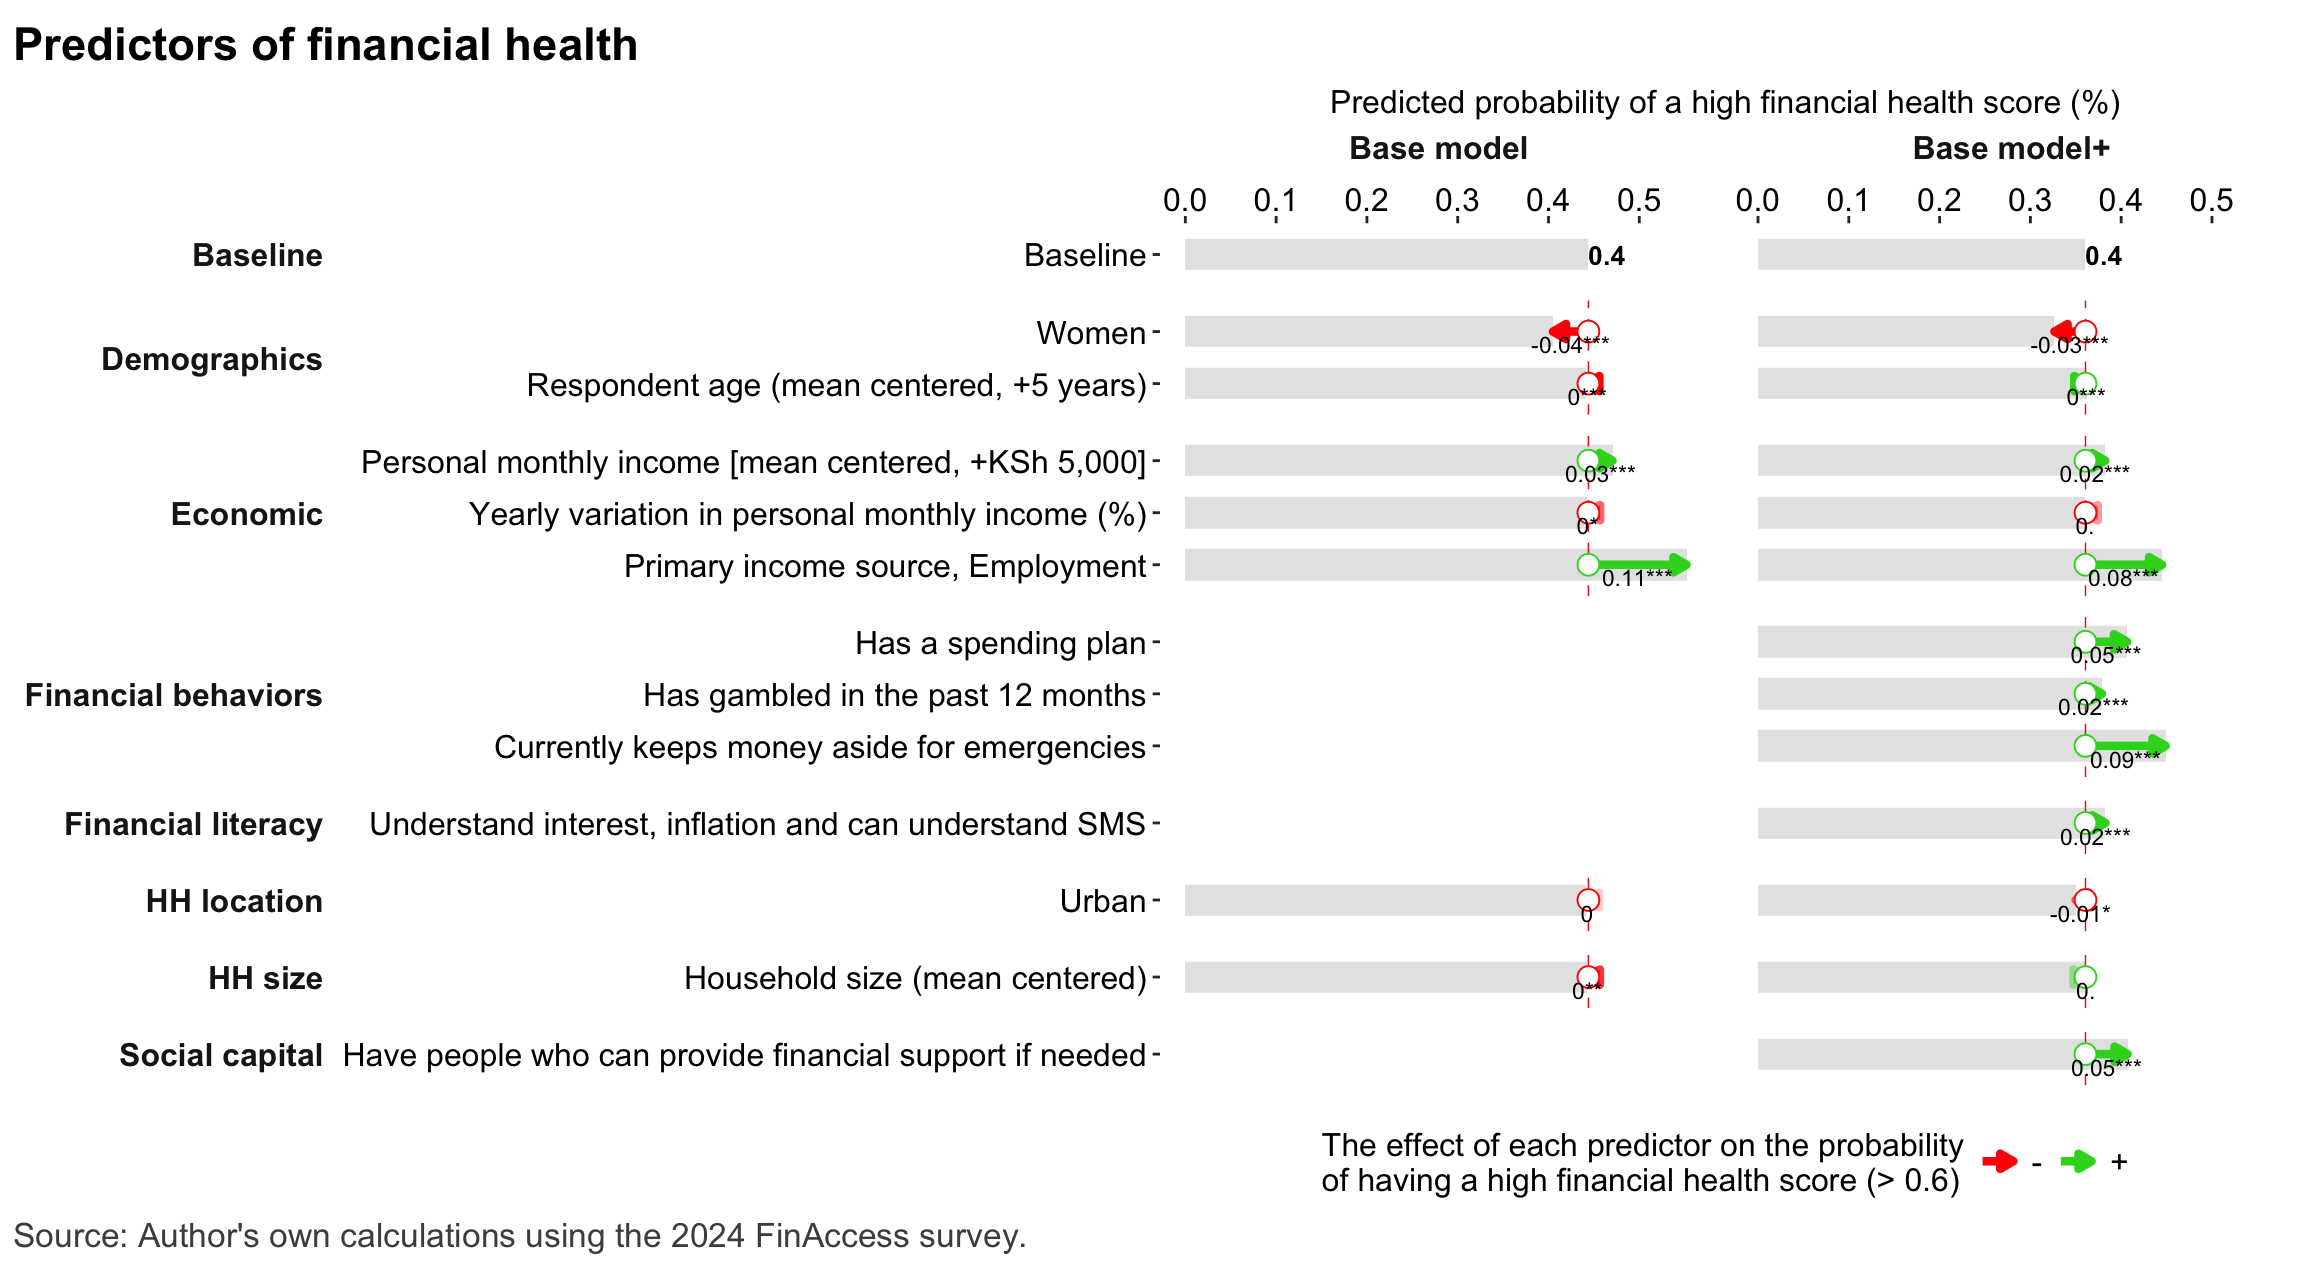 Predictors of financial health
Predicted probability of a high financial health score (%)
Base model Base model+
0.0 0.1 0.2 0.3 0.4 0.5 0.0 0.1 0.2 0.3 0.4 0.5
Baseline Baseline 0.4 0.4
Demographics
Women -0.04*** -0.03***
Respondent age (mean centered, +5 years) 0*** 0***
Economic
Personal monthly income [mean centered, +KSh 5,000] 0.03*** 0.02***
Yearly variation in personal monthly income (%) 0* 0.
Primary income source, Employment 0.11*** 0.08***
Financial behaviors
Has a spending plan 0.05***
Has gambled in the past 12 months 0.02***
Currently keeps money aside for emergencies 0.09***
Financial literacy Understand interest, inflation and can understand SMS 0.02***
HH location Urban 0 -0.01*
HH size Household size (mean centered) 0** 0.
Social capital Have people who can provide financial support if needed 0.05***
The effect of each predictor on the probability
of having a high financial health score (> 0.6) - +
Source: Author's own calculations using the 2024 FinAccess survey.